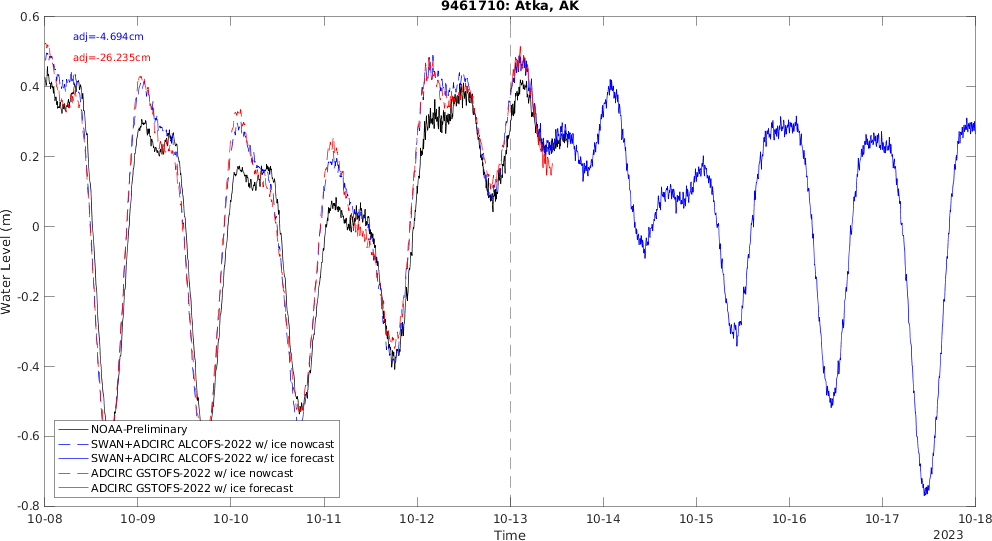 9461710: Atka, AK
adj=-4.694cm
adj=-26.235cm
Water Level (m)
0.6
0.4
0.2
0
-0.2
-0.4
-0.6
-0.8
NOAA-Preliminary
SWAN+ADCIRC ALCOFS-2022 w/ ice nowcast
SWAN+ADCIRC ALCOFS-2022 w/ ice forecast
ADCIRC GSTOFS-2022 w/ ice nowcast
ADCIRC GSTOFS-2022 w/ ice forecast
10-08 10-09 10-10 10-11 10-12 10-13 10-14 10-15 10-16 10-17 10-18
Time
2023